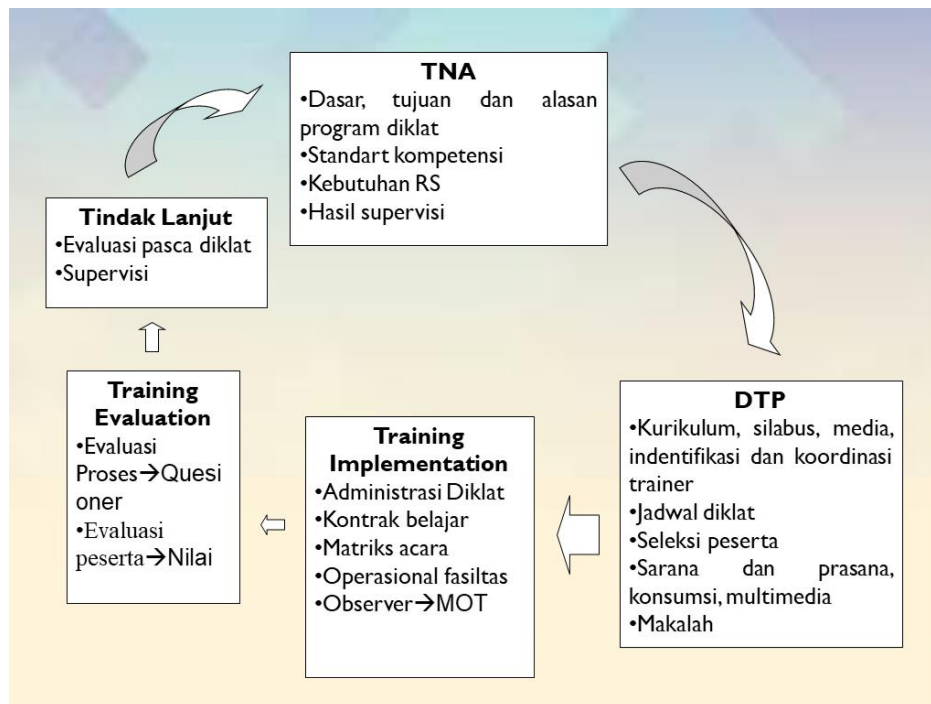 TNA
•Dasar, tujuan dan alasan
program diklat
•Standart kompetensi
•Kebutuhan RS
•Hasil supervisi
Tindak Lanjut
•Evaluasi pasca diklat
•Supervisi
Training
Evaluation
•Evaluasi
Proses→Quesi
oner
•Evaluasi
peserta→Nilai
Training
Implementation
•Administrasi Diklat
•Kontrak belajar
•Matriks acara
•Operasional fasiltas
•Observer→MOT
DTP
•Kurikulum, silabus, media,
indentifikasi dan koordinasi
trainer
•Jadwal diklat
•Seleksi peserta
•Sarana dan prasana,
konsumsi, multimedia
•Makalah